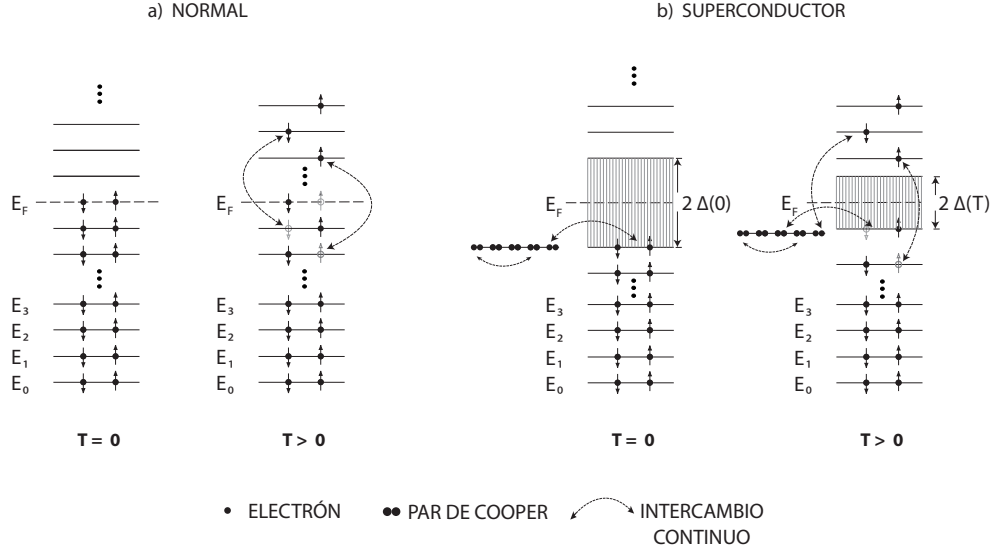 a) NORMAL
b) SUPERCONDUCTOR
E_F
E_3
E_2
E_1
E_0
T = 0
E_F
E_3
E_2
E_1
E_0
T > 0
E_F
2 Δ(0)
E_3
E_2
E_1
E_0
T = 0
E_F
2 Δ(T)
E_3
E_2
E_1
E_0
T > 0
ELECTRÓN
PAR DE COOPER
INTERCAMBIO
CONTINUO